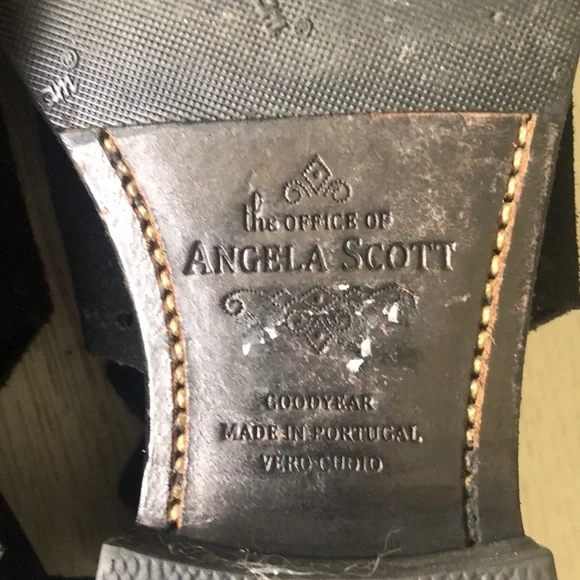 the OFFICE OF
ANGELA SCOTT
GOODYEAR
MADE IN PORTUGAL
VERO CUOIO